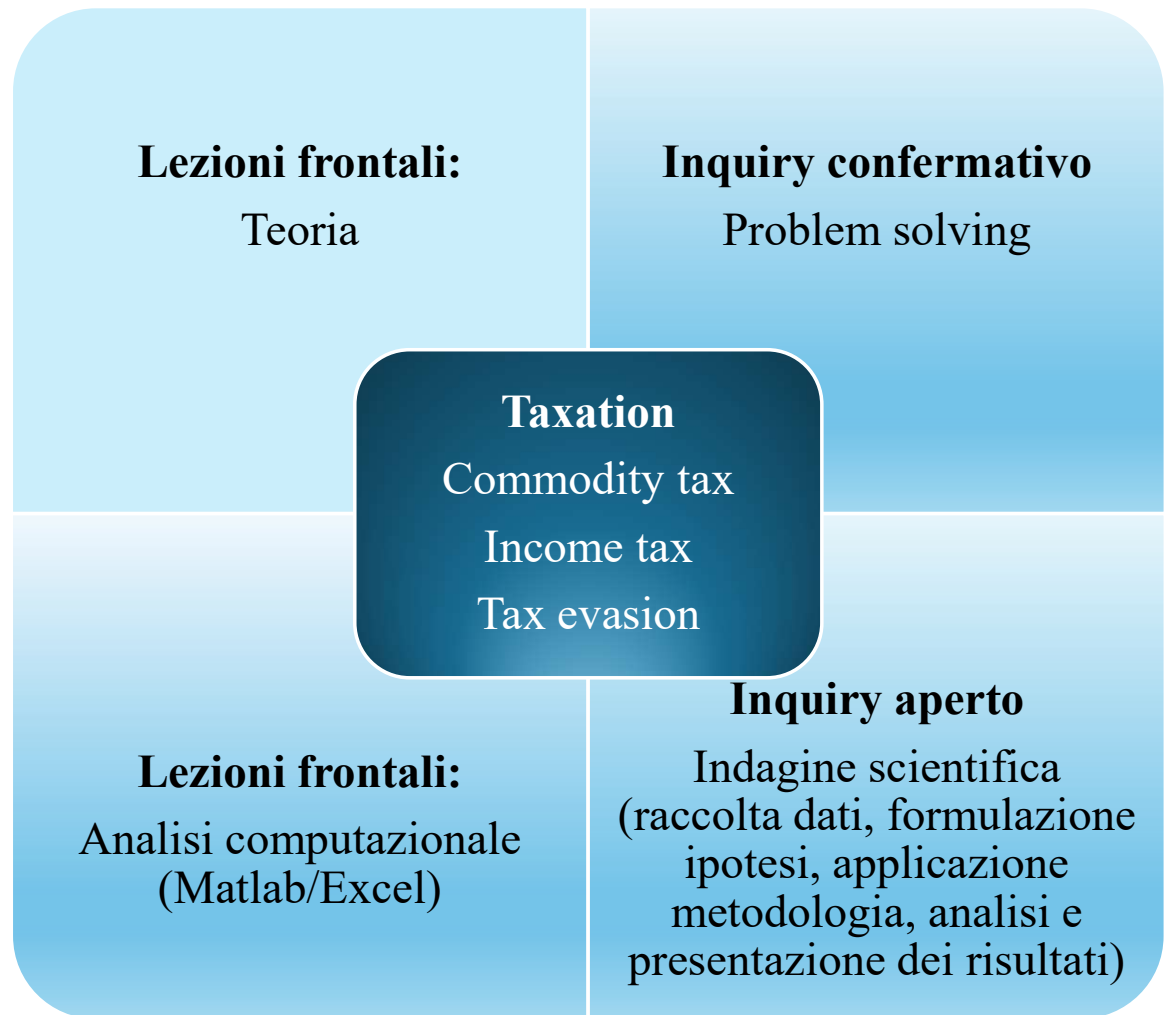 Lezioni frontali:
Teoria
Inquiry confermativo
Problem solving
Taxation
Commodity tax
Income tax
Tax evasion
Lezioni frontali:
Analisi computazionale
(Matlab/Excel)
Inquiry aperto
Indagine scientifica
(raccolta dati, formulazione
ipotesi, applicazione
metodologia, analisi e
presentazione dei risultati)